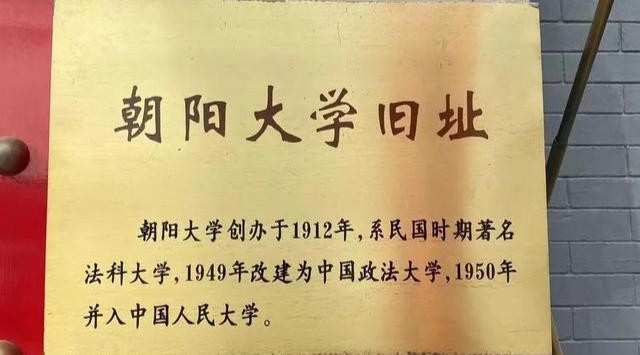 朝阳大学旧址
朝阳大学创办于1912年,系民国时期著名
法科大学,1949年改建为中国政法大学,1950年
并入中国人民大学。